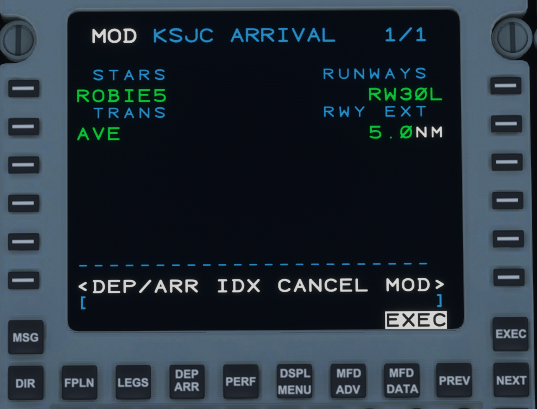 MOD KSJC ARRIVAL 1/1
STARS RUNWAYS
ROBIE5 RW30L
TRANS RWY EXT
AVE 5.0NM
--------------------
<DEP/ARR IDX CANCEL MOD>
[ ]
EXEC
MSG EXEC
DIR FPLN LEGS DEP ARR PERF DSPL MENU MFD ADV MFD DATA PREV NEXT